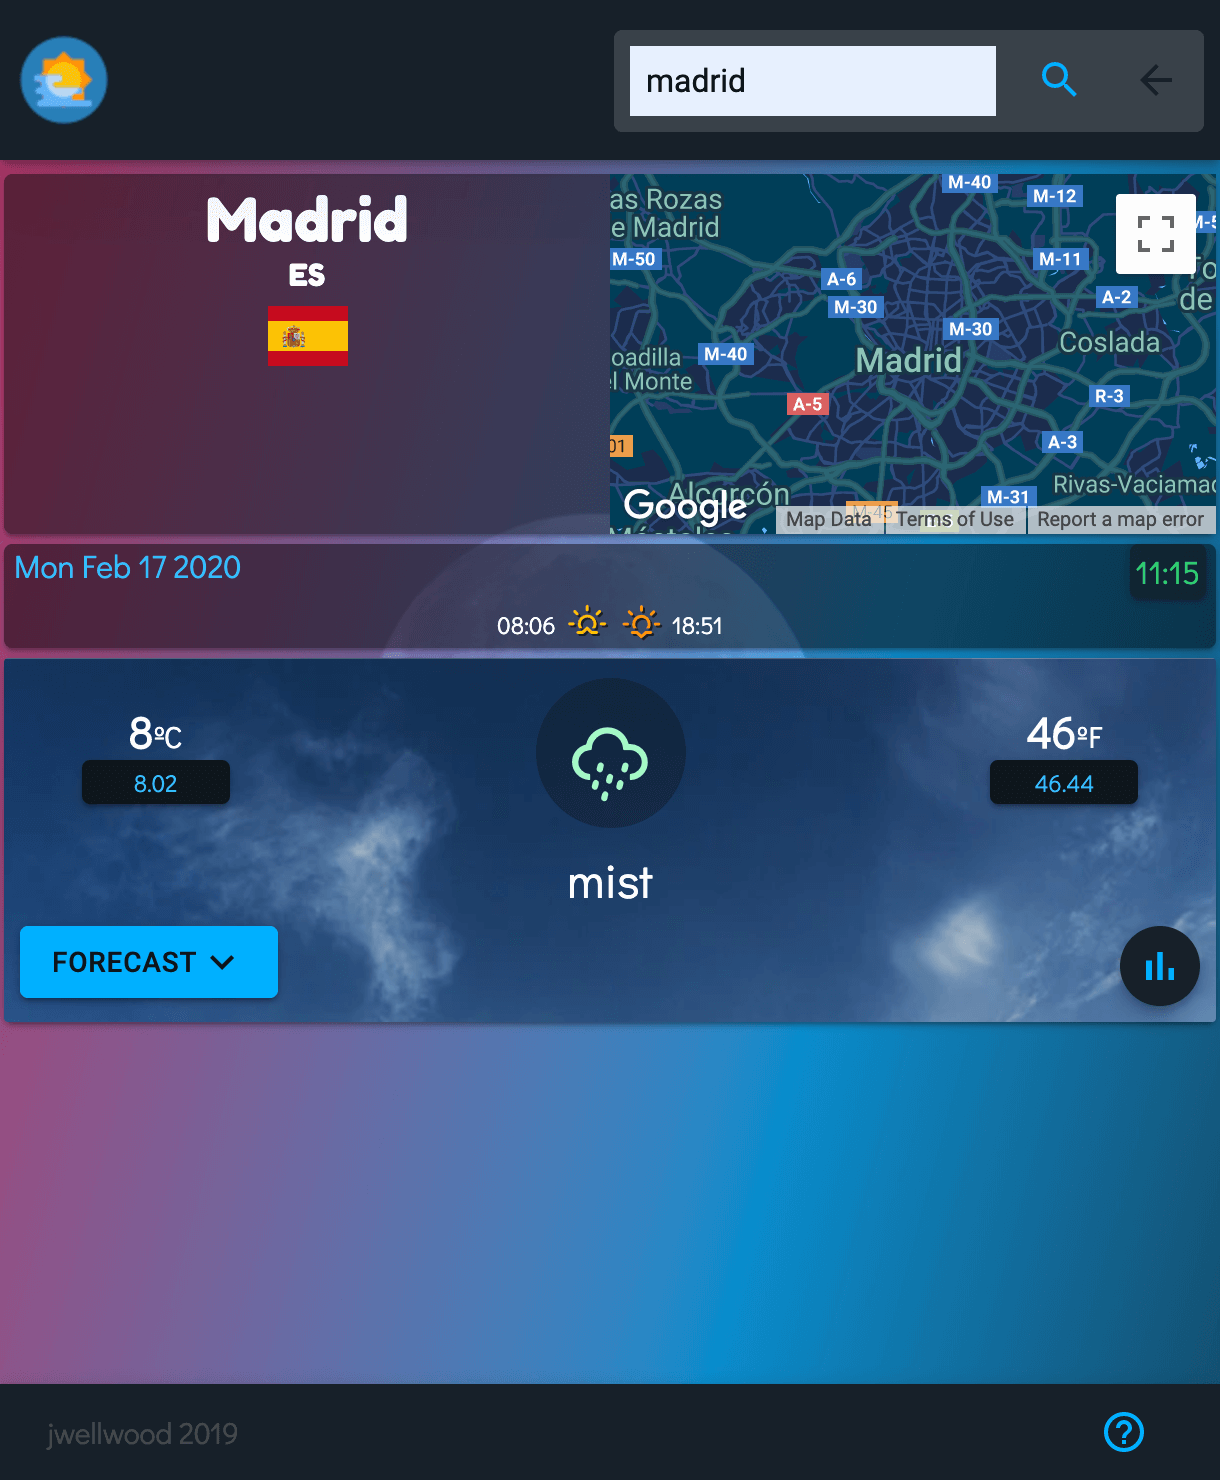 madrid
Madrid
ES
as Rozas
e Madrid
M-40
M-12
M-50
M-11
A-6
A-2
de
M-30
M-30
Coslada
oadilla
el Monte
M-40
Madrid
R-3
A-5
A-3
01
Rivas-Vaciamad
Alcorcón
M-31
M-45
Google
Map Data
Terms of Use
Report a map error
Mon Feb 17 2020
11:15
08:06
18:51
8ºC
46ºF
8.02
46.44
mist
FORECAST
jwellwood 2019